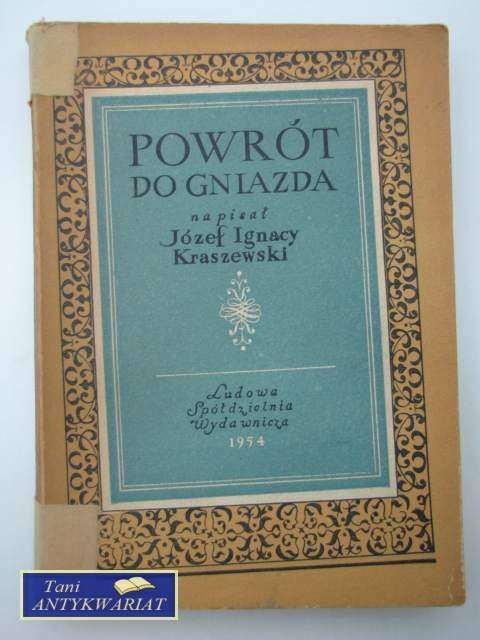 POWRÓT
DO GNIAZDA
napisał
Józef Ignacy
Kraszewski
Ludowa
Spółdzielnia
Wydawnicza
1954
Tani
ANTYKWARIAT